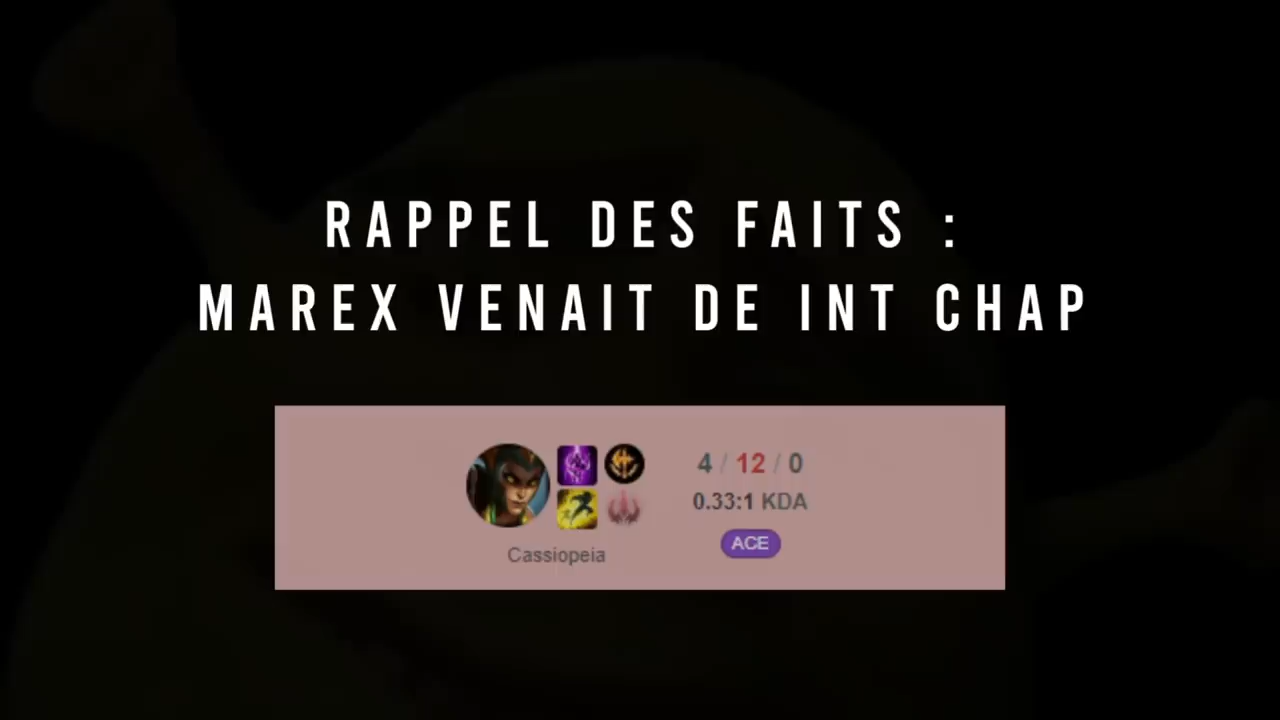 RAPPEL DES FAITS :
MAREX VENAIT DE INT CHAP
4 / 12 / 0
0.33:1 KDA
ACE
Cassiopeia